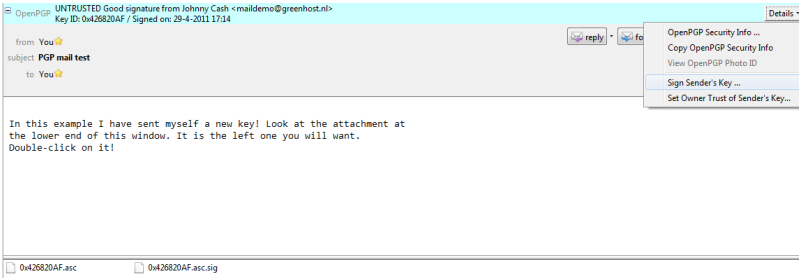 OpenPGP UNTRUSTED Good signature from Johnny Cash <maildemo@greenhost.nl>
Key ID: 0x426820AF / Signed on: 29-4-2011 17:14
Details
from You
reply
subject PGP mail test
to You
OpenPGP Security Info ...
Copy OpenPGP Security Info
View OpenPGP Photo ID
Sign Sender's Key ...
Set Owner Trust of Sender's Key...
In this example I have sent myself a new key! Look at the attachment at
the lower end of this window. It is the left one you will want.
Double-click on it!
0x426820AF.asc
0x426820AF.asc.sig